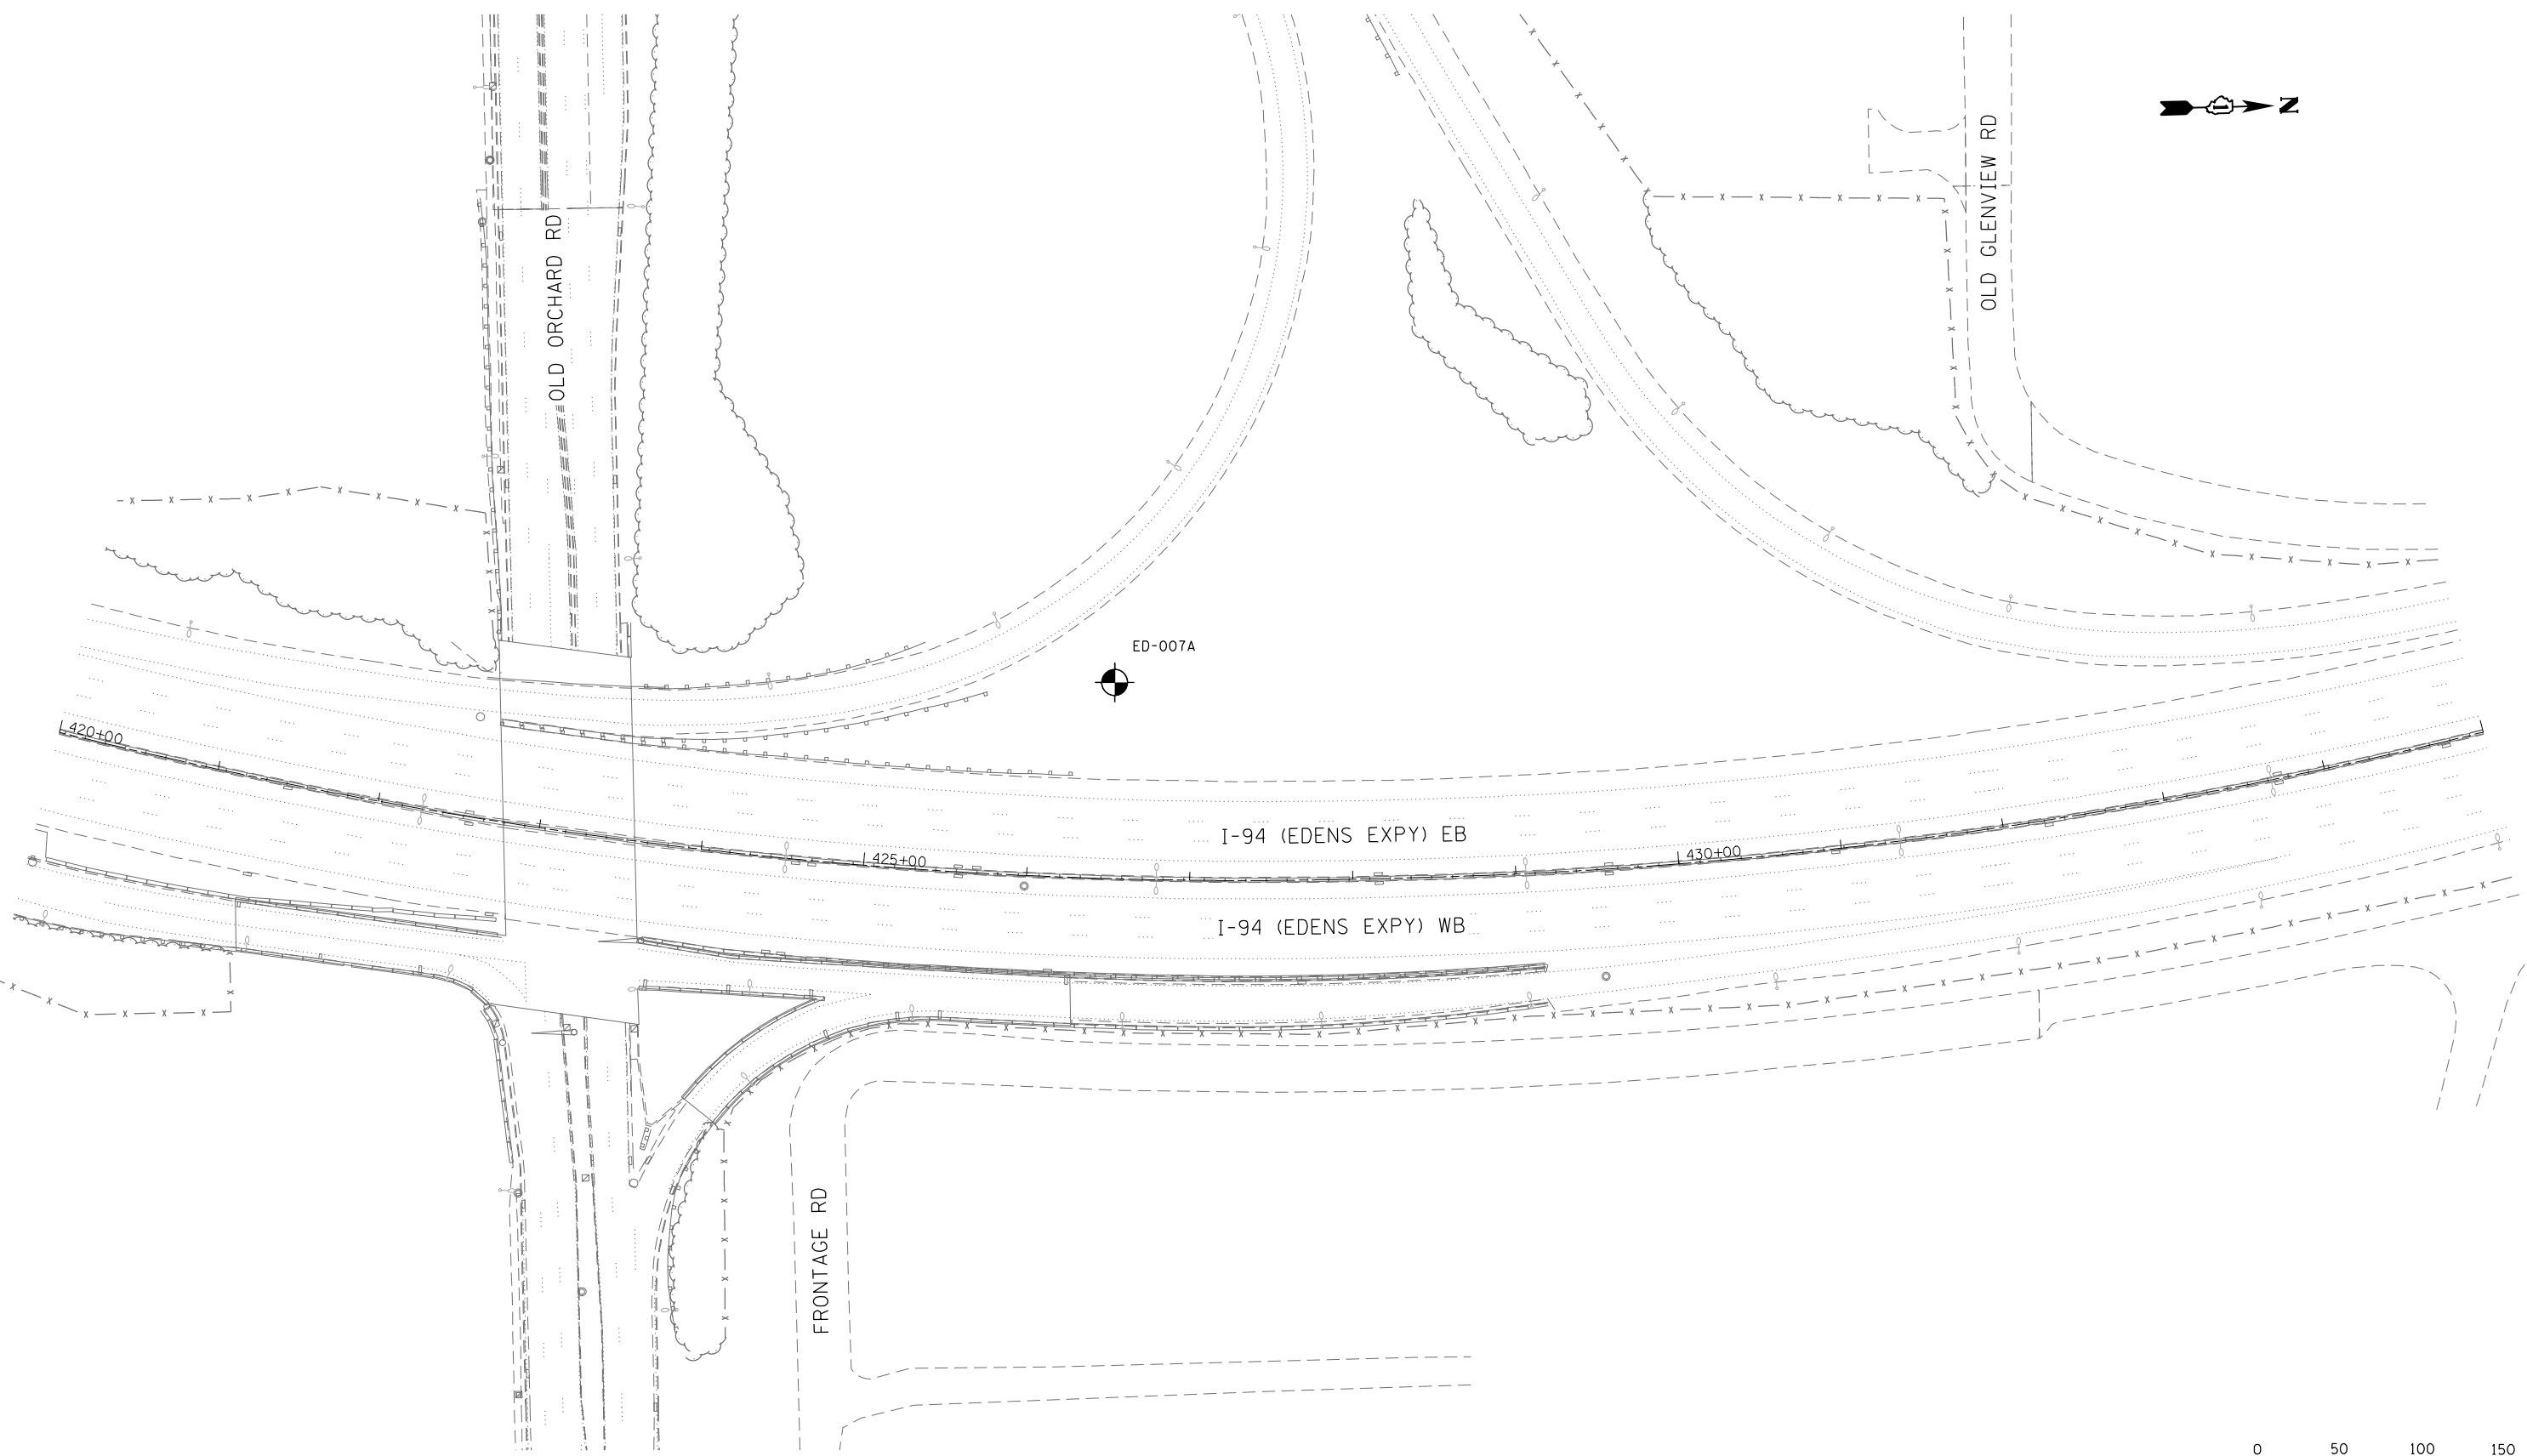 N
OLD GLENVIEW RD
OLD ORCHARD RD
ED-007A
420+00
I-94 (EDENS EXPY) EB
425+00
430+00
I-94 (EDENS EXPY) WB
FRONTAGE RD
0 50 100 150